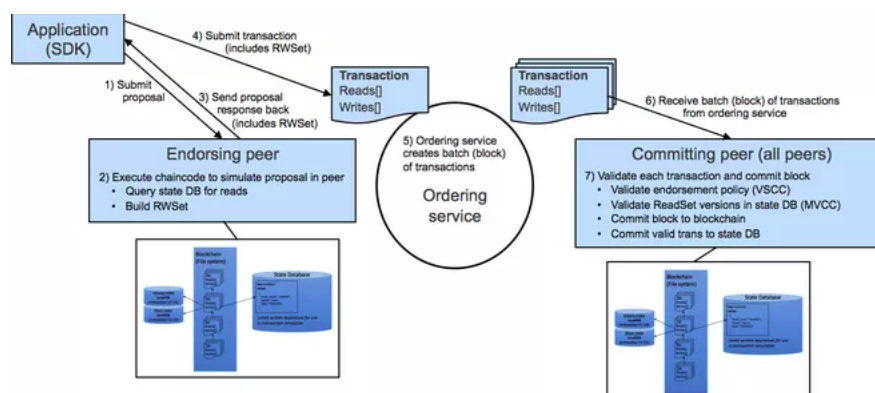 Application
(SDK)
4) Submit transaction
(includes RWSet)
1) Submit
proposal
3) Send proposal
response back
(includes RWSet)
Transaction
Reads[]
Writes[]
Transaction
Reads[]
Writes[]
6) Receive batch (block) of transactions
from ordering service
5) Ordering service
creates batch (block)
of transactions
Ordering
service
Endorsing peer
2) Execute chaincode to simulate proposal in peer
• Query state DB for reads
• Build RWSet
Committing peer (all peers)
7) Validate each transaction and commit block
• Validate endorsement policy (VSCC)
• Validate ReadSet versions in state DB (MVCC)
• Commit block to blockchain
• Commit valid trans to state DB
Blockchain
(File system)
State Database
Blockchain
(File system)
State Database